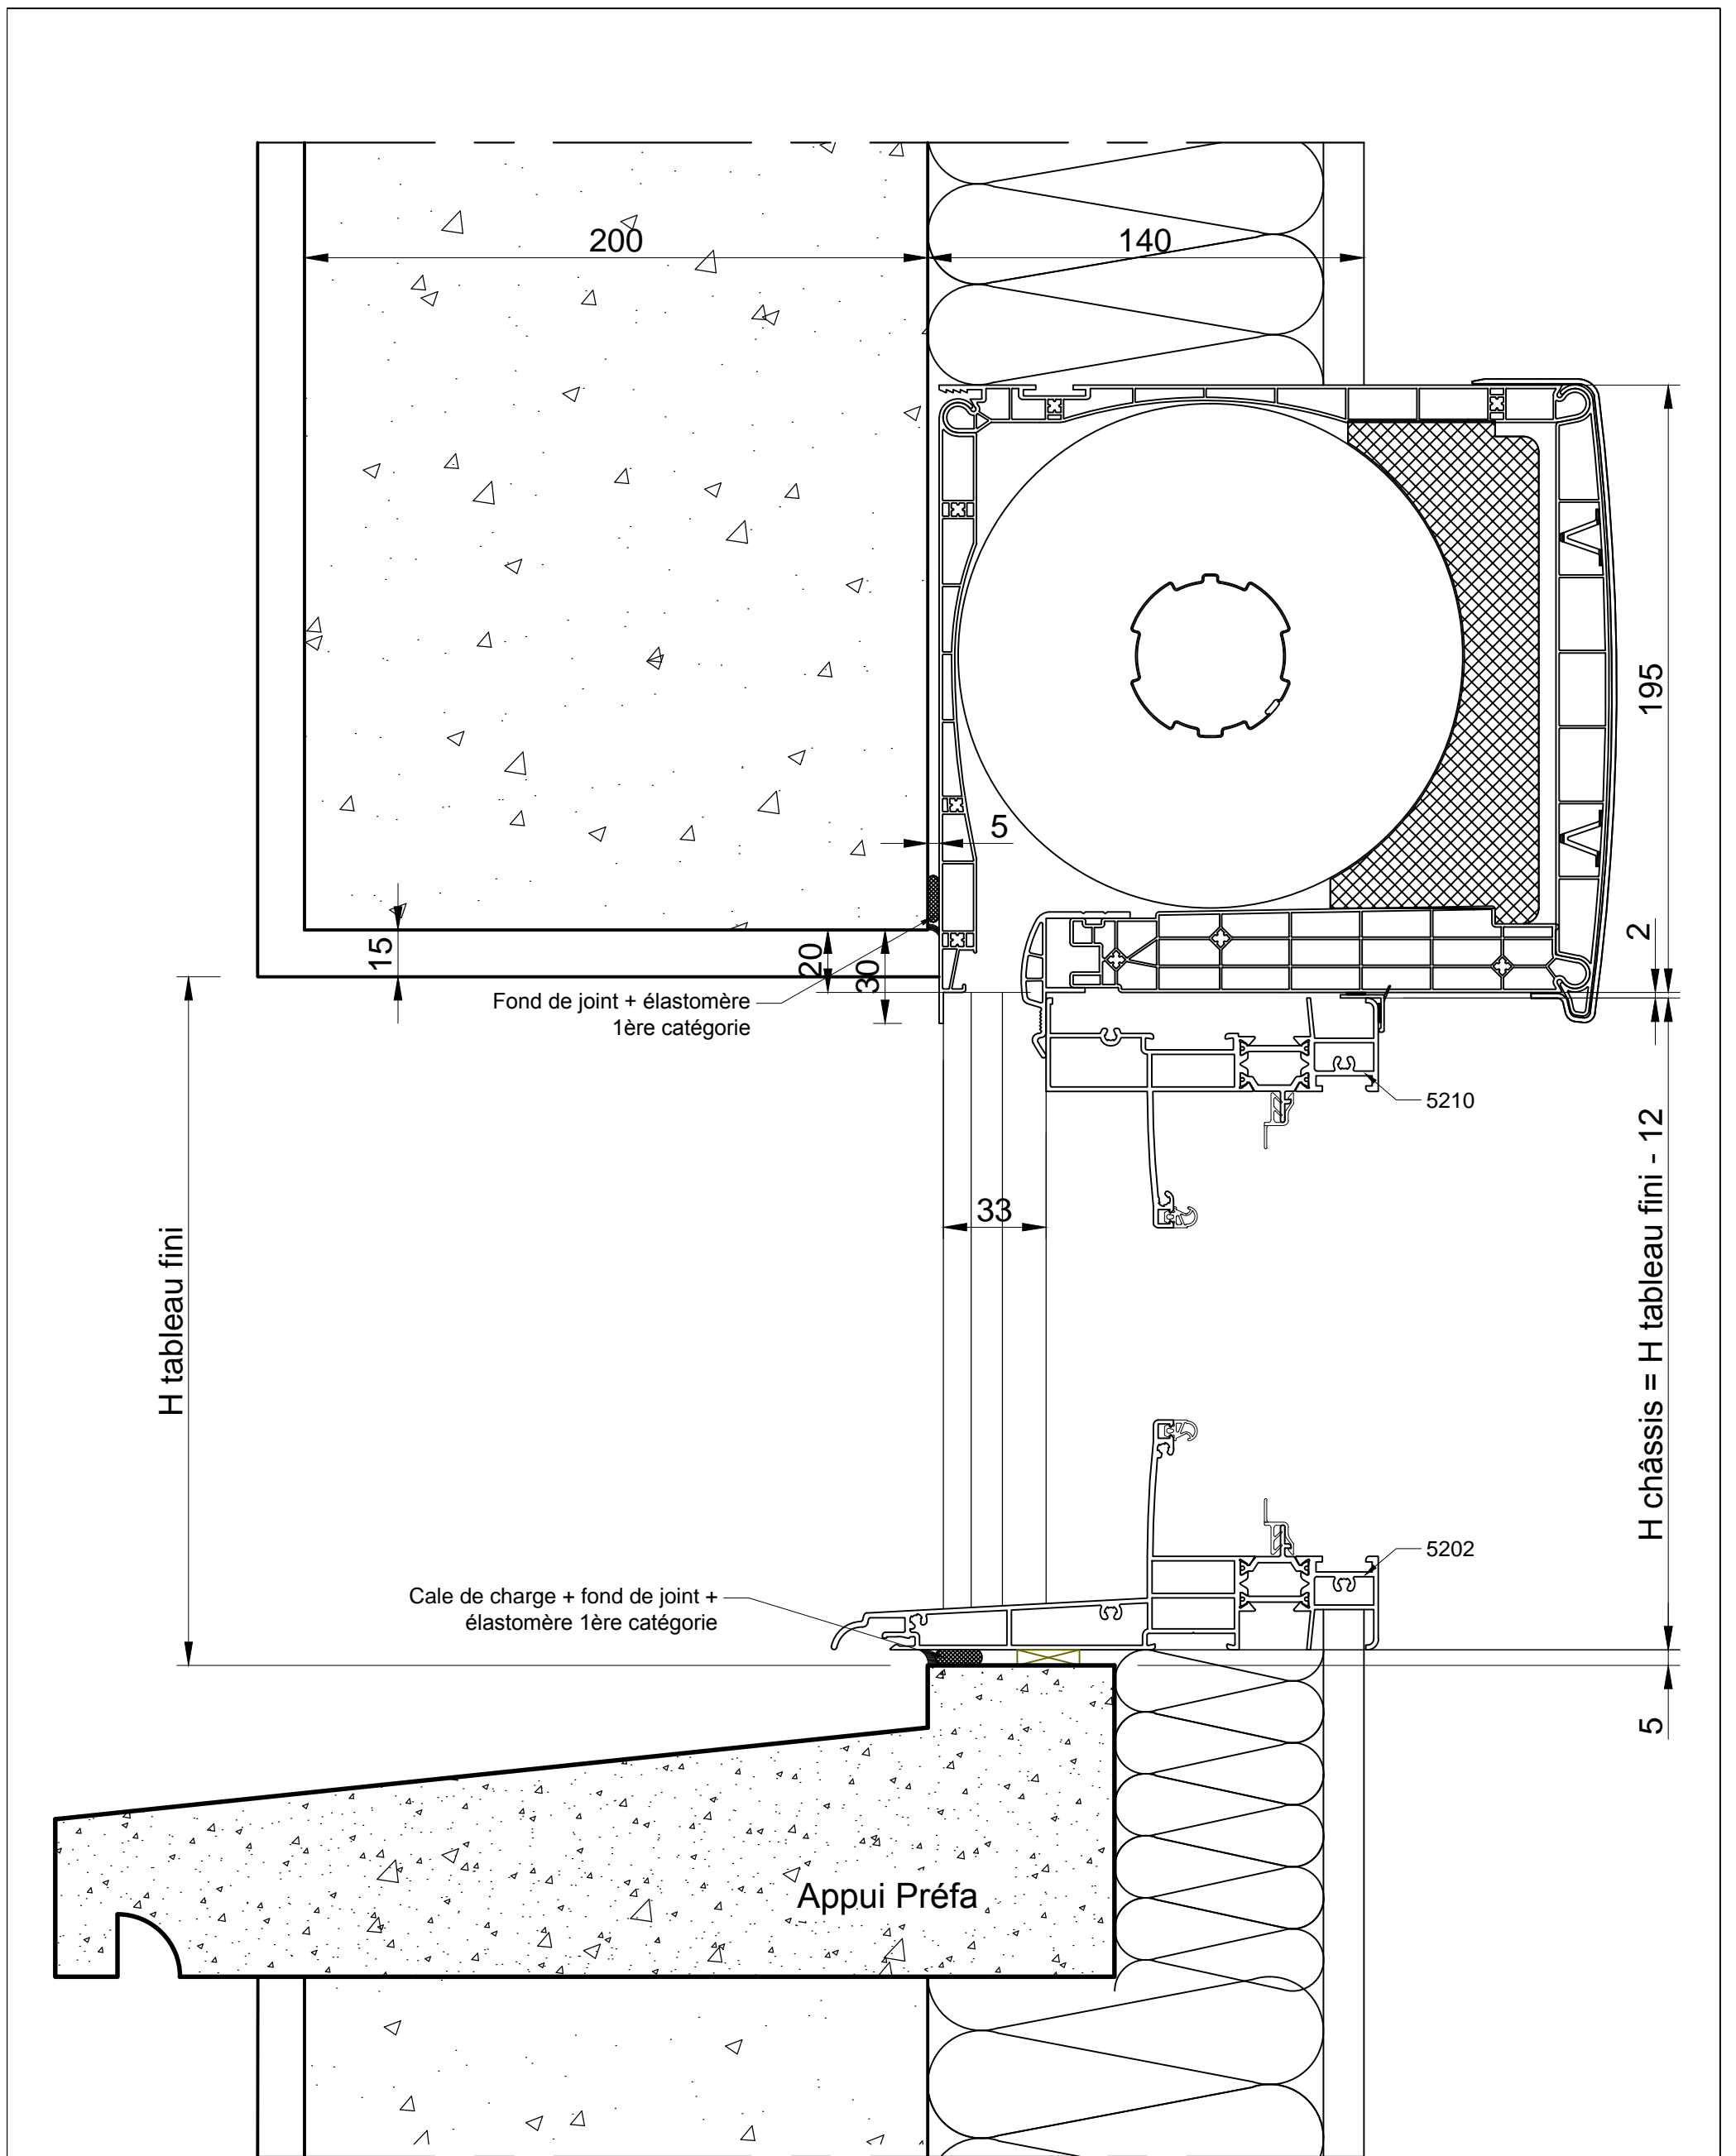 200
140
195
5
2
15
20
30
Fond de joint + élastomère
1ère catégorie
5210
33
H tableau fini
H châssis = H tableau fini - 12
5202
Cale de charge + fond de joint +
élastomère 1ère catégorie
5
Appui Préfa